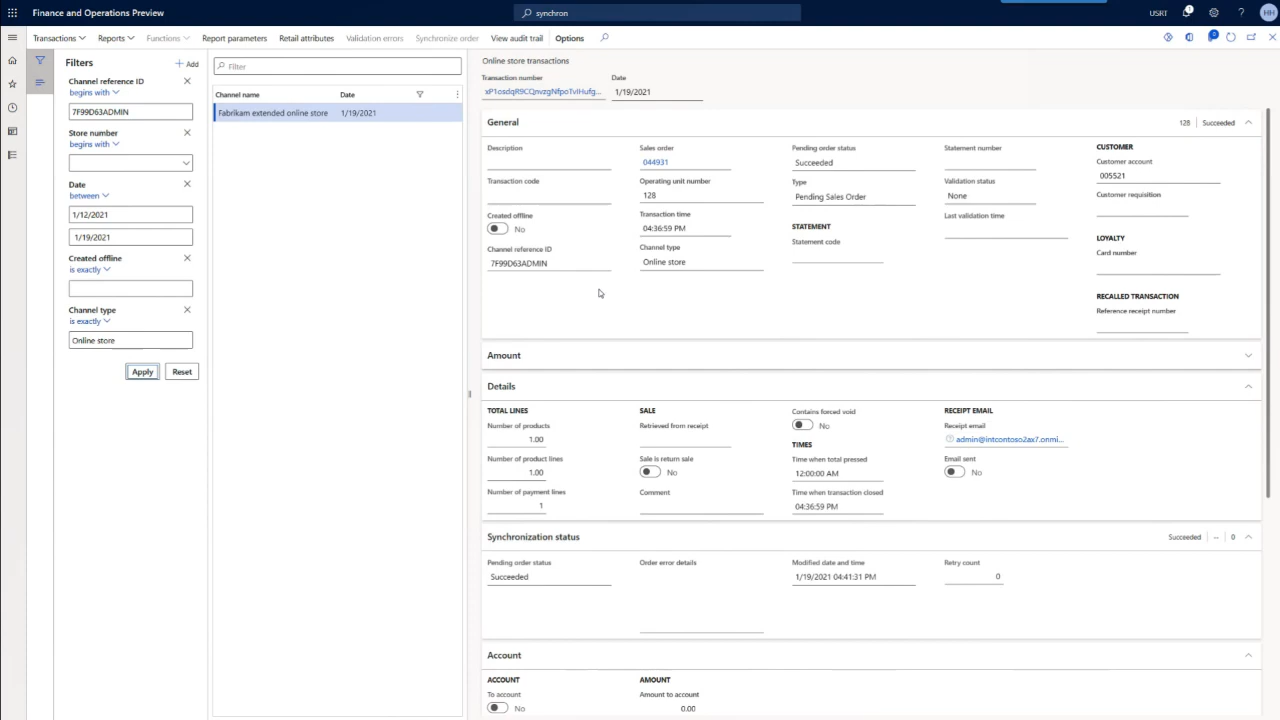 Finance and Operations Preview
synchron
USRT
1
?
HH
Transactions
Reports
Functions
Report parameters
Retail attributes
Validation errors
Synchronize order
View audit trail
Options
0
Filters
Add
Channel reference ID
begins with
7F99D63ADMIN
Store number
begins with
Date
between
1/12/2021
1/19/2021
Created offline
is exactly
Channel type
is exactly
Online store
Apply
Reset
Filter
Channel name
Date
Fabrikam extended online store
1/19/2021
Online store transactions
Transaction number
Date
1/19/2021
General
128
Succeeded
Description
Transaction code
Created offline
No
Channel reference ID
7F99D63ADMIN
Sales order
044931
Operating unit number
128
Transaction time
04:36:59 PM
Channel type
Online store
Pending order status
Succeeded
Type
Pending Sales Order
STATEMENT
Statement code
Statement number
Validation status
None
Last validation time
CUSTOMER
Customer account
005521
Customer requisition
LOYALTY
Card number
RECALLED TRANSACTION
Reference receipt number
Amount
Details
TOTAL LINES
Number of products
1.00
Number of product lines
1.00
Number of payment lines
1
SALE
Retrieved from receipt
Sale is return sale
No
Comment
Contains forced void
No
TIMES
Time when total pressed
12:00:00 AM
Time when transaction closed
04:36:59 PM
RECEIPT EMAIL
Receipt email
admin@intcontoso2ax7.onmi...
Email sent
No
Synchronization status
Succeeded
--
0
Pending order status
Succeeded
Order error details
Modified date and time
1/19/2021 04:41:31 PM
Retry count
0
Account
ACCOUNT
To account
No
AMOUNT
Amount to account
0.00